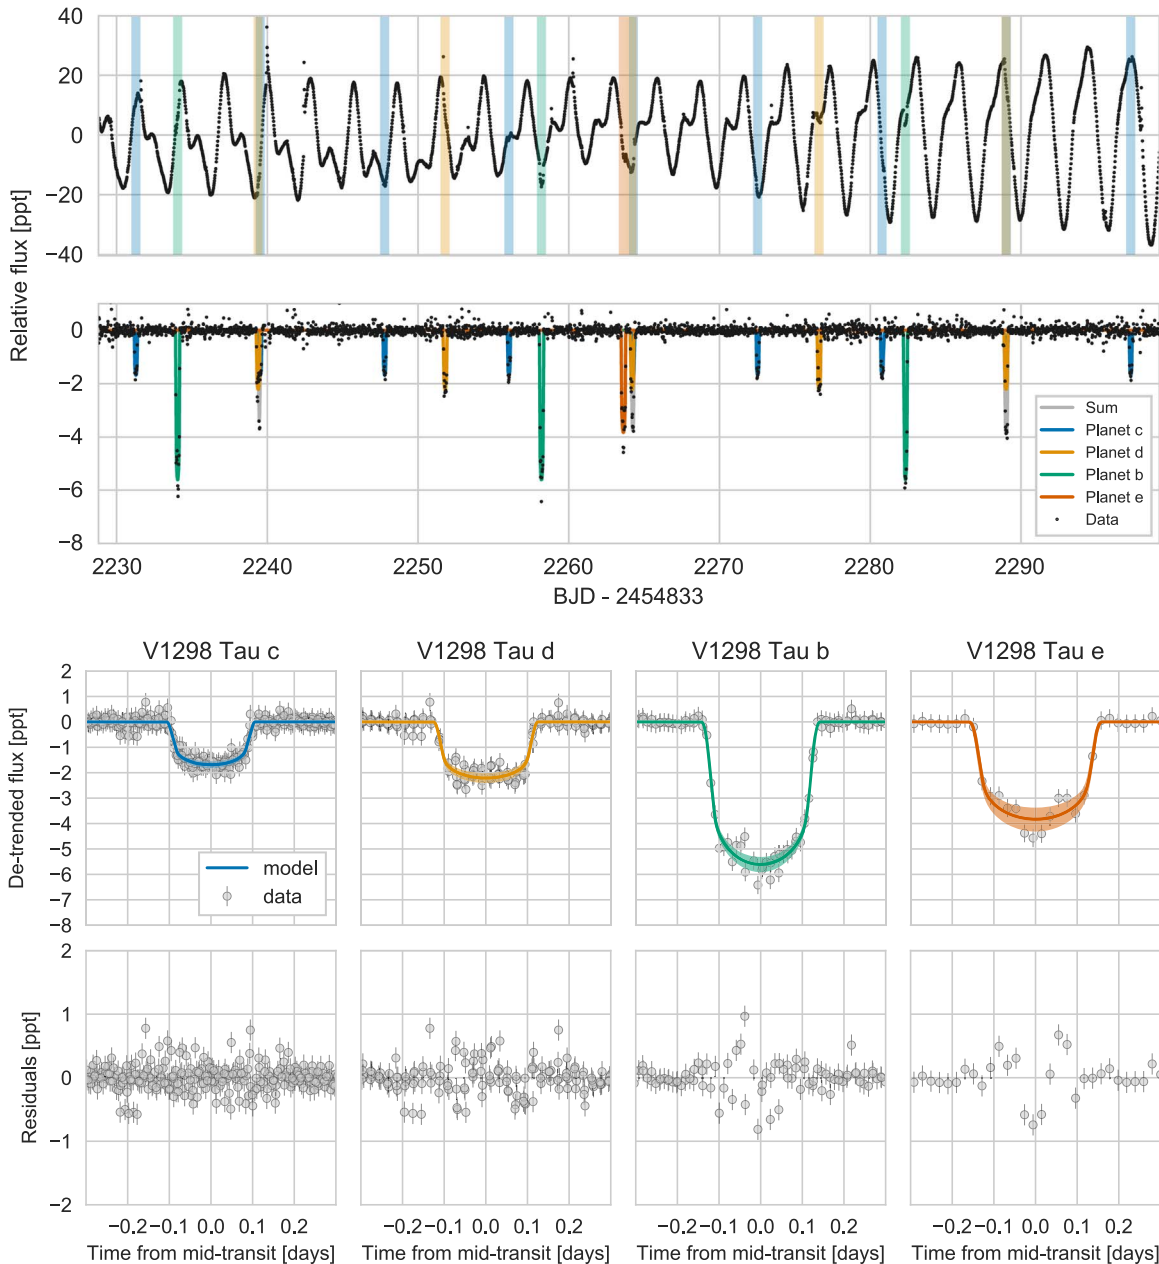 Relative flux [ppt]
40
20
0
−20
−40
0
−2
−4
−6
−8
Sum
Planet c
Planet d
Planet b
Planet e
Data
2230 2240 2250 2260 2270 2280 2290
BJD - 2454833
V1298 Tau c V1298 Tau d V1298 Tau b V1298 Tau e
De-trended flux [ppt]
2
1
0
−1
−2
−3
−4
−5
−6
−7
−8
model
data
Residuals [ppt]
2
1
0
−1
−2
−0.2 −0.1 0.0 0.1 0.2 −0.2 −0.1 0.0 0.1 0.2 −0.2 −0.1 0.0 0.1 0.2 −0.2 −0.1 0.0 0.1 0.2
Time from mid-transit [days] Time from mid-transit [days] Time from mid-transit [days] Time from mid-transit [days]